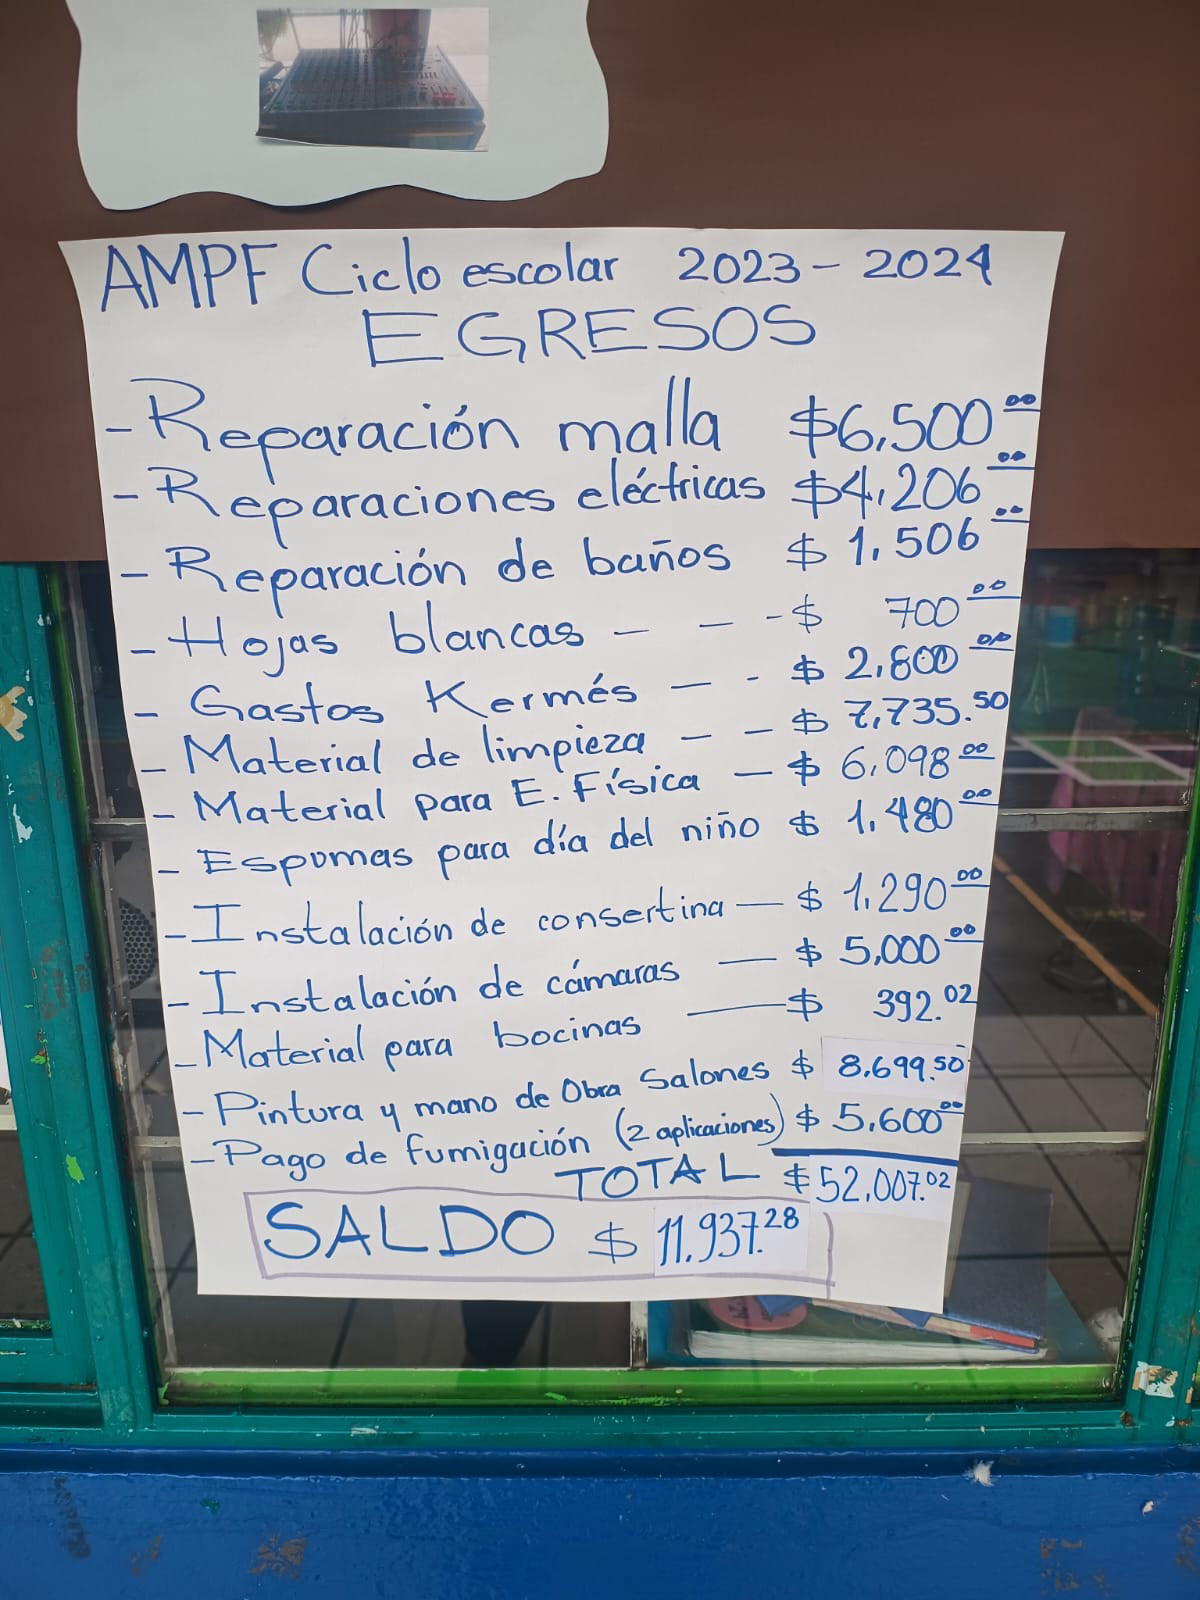 AMPF Ciclo escolar 2023-2024
EGRESOS
- Reparación malla $6,500.00
- Reparaciones eléctricas $4,206.00
- Reparación de baños $ 1,506.00
- Hojas blancas - - - $ 700.00
- Gastos Kermés - - $ 2,800.00
- Material de limpieza - - $ 7,735.50
- Material para E. Física - $ 6,098.00
- Espumas para día del niño $ 1,480.00
- Instalación de consertina - $ 1,290.00
- Instalación de cámaras - $ 5,000.00
- Material para bocinas - $ 392.02
- Pintura y mano de Obra Salones $ 8,699.50
- Pago de fumigación (2 aplicaciones) $ 5,600.00
TOTAL $52,007.02
SALDO $ 11,937.28